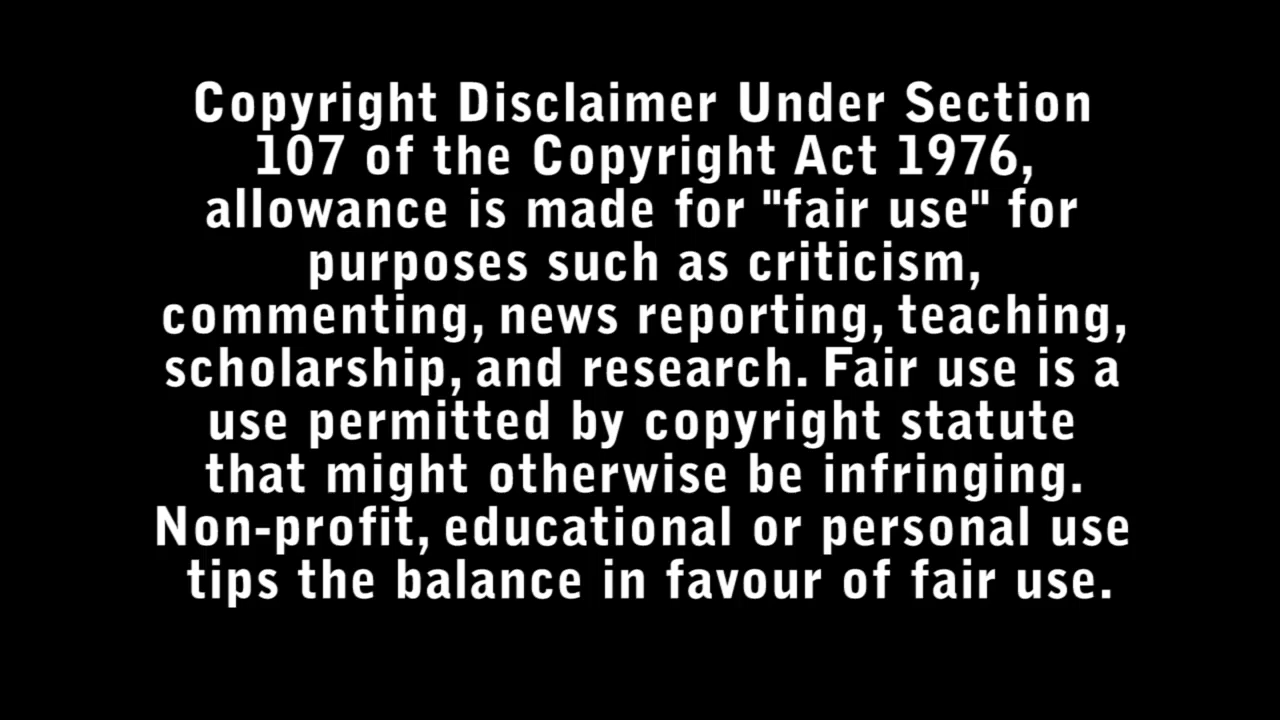 Copyright Disclaimer Under Section
107 of the Copyright Act 1976,
allowance is made for "fair use" for
purposes such as criticism,
commenting, news reporting, teaching,
scholarship, and research. Fair use is a
use permitted by copyright statute
that might otherwise be infringing.
Non-profit, educational or personal use
tips the balance in favour of fair use.